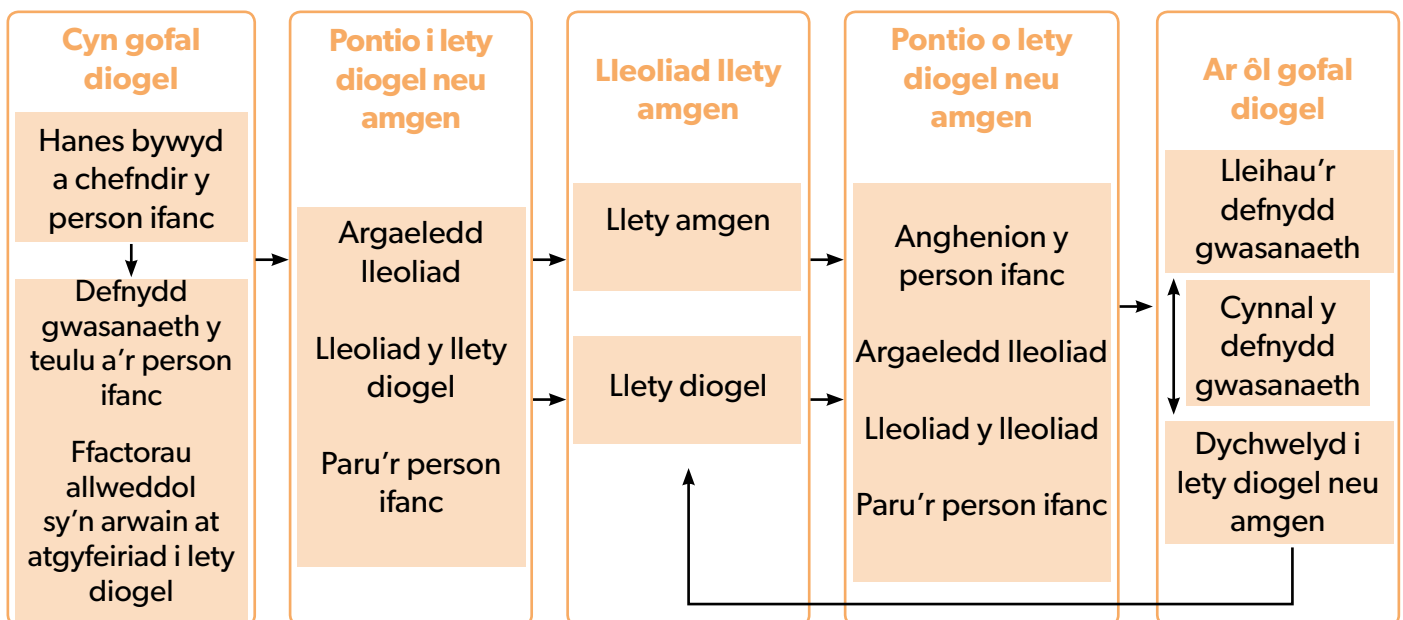 Cyn gofal
diogel
Hanes bywyd
a chefndir y
person ifanc
Defnydd
gwasanaeth y
teulu a'r person
ifanc
Ffactorau
allweddol
sy'n arwain at
atgyfeiriad i lety
diogel
Pontio i lety
diogel neu
amgen
Argaeledd
lleoliad
Lleoliad y llety
diogel
Paru'r person
ifanc
Lleoliad llety
amgen
Llety amgen
Llety diogel
Pontio o lety
diogel neu
amgen
Anghenion y
person ifanc
Argaeledd lleoliad
Lleoliad y lleoliad
Paru'r person ifanc
Ar ôl gofal
diogel
Lleihau'r
defnydd
gwasanaeth
Cynnal y
defnydd
gwasanaeth
Dychwelyd i
lety diogel neu
amgen